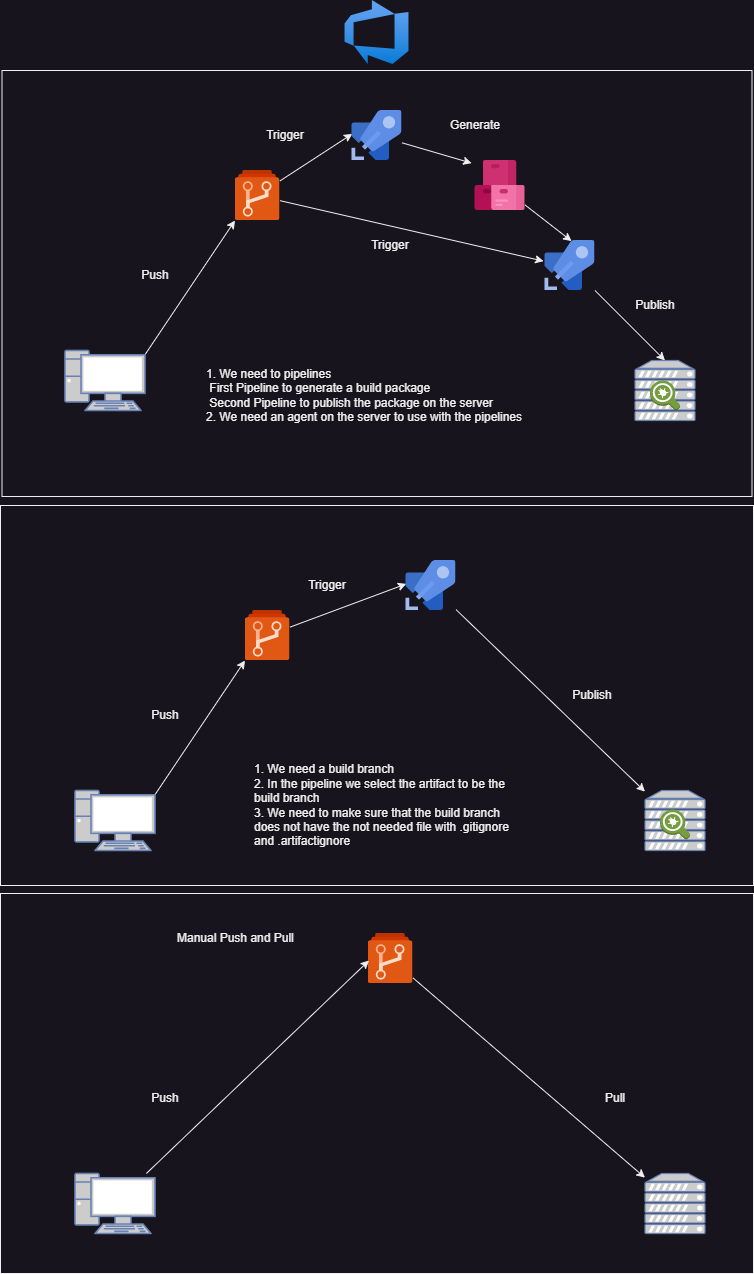 Trigger
Generate
Trigger
Push
Publish
1. We need to pipelines
First Pipeline to generate a build package
Second Pipeline to publish the package on the server
2. We need an agent on the server to use with the pipelines
Trigger
Publish
Push
1. We need a build branch
2. In the pipeline we select the artifact to be the
build branch
3. We need to make sure that the build branch
does not have the not needed file with .gitignore
and .artifactignore
Manual Push and Pull
Push
Pull